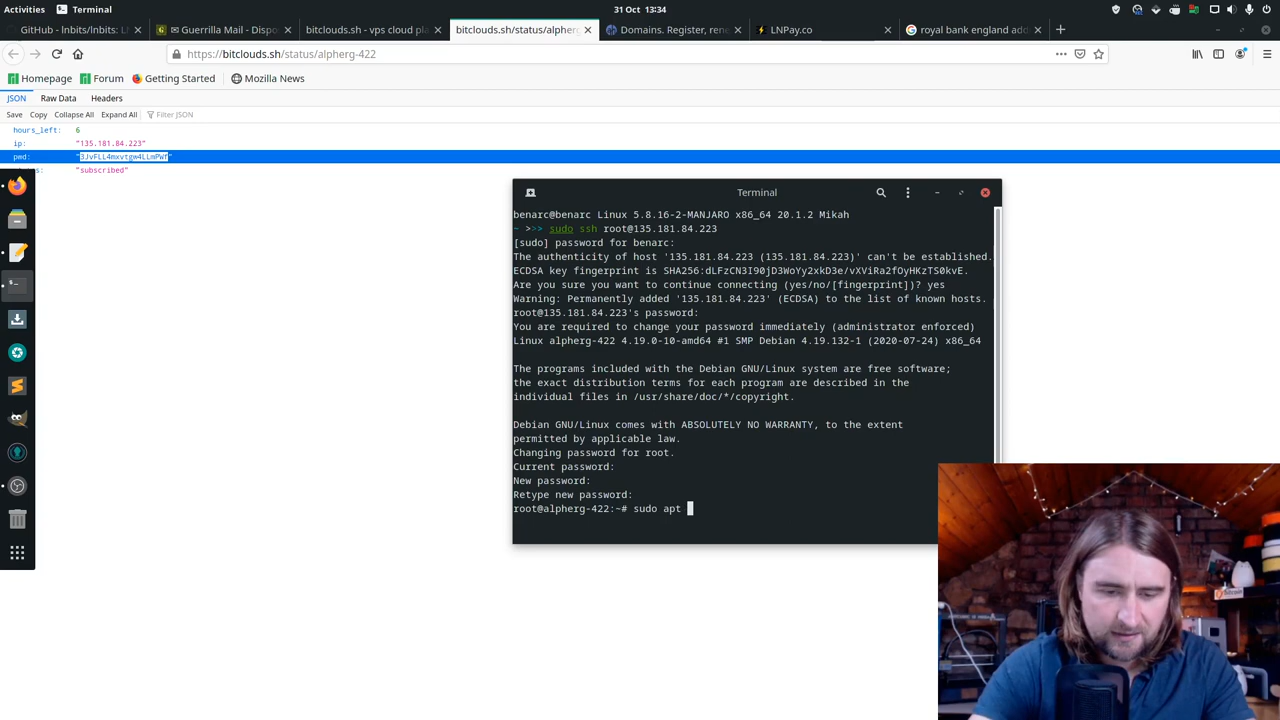 Activities Terminal 31 Oct 13:34
GitHub - lnbits/lnbits: LN
Guerrilla Mail - Dispos
bitclouds.sh - vps cloud pla
bitclouds.sh/status/alpherg
Domains. Register, rene
LNPay.co
royal bank england add
https://bitclouds.sh/status/alpherg-422
Homepage Forum Getting Started Mozilla News
JSON Raw Data Headers
Save Copy Collapse All Expand All Filter JSON
hours_left: 6
ip: "135.181.84.223"
pwd: "3JvFLL4mxvtgw4LLmPWf"
s: "subscribed"
Terminal
benarc@benarc Linux 5.8.16-2-MANJARO x86_64 20.1.2 Mikah
~ >>> sudo ssh root@135.181.84.223
[sudo] password for benarc:
The authenticity of host '135.181.84.223 (135.181.84.223)' can't be established.
ECDSA key fingerprint is SHA256:dLFzCN3I90jD3WoYy2xkD3e/vXViRa2fOyHKzTS0kvE.
Are you sure you want to continue connecting (yes/no/[fingerprint])? yes
Warning: Permanently added '135.181.84.223' (ECDSA) to the list of known hosts.
root@135.181.84.223's password:
You are required to change your password immediately (administrator enforced)
Linux alpherg-422 4.19.0-10-amd64 #1 SMP Debian 4.19.132-1 (2020-07-24) x86_64
The programs included with the Debian GNU/Linux system are free software;
the exact distribution terms for each program are described in the
individual files in /usr/share/doc/*/copyright.
Debian GNU/Linux comes with ABSOLUTELY NO WARRANTY, to the extent
permitted by applicable law.
Changing password for root.
Current password:
New password:
Retype new password:
root@alpherg-422:~# sudo apt
Bitcoin